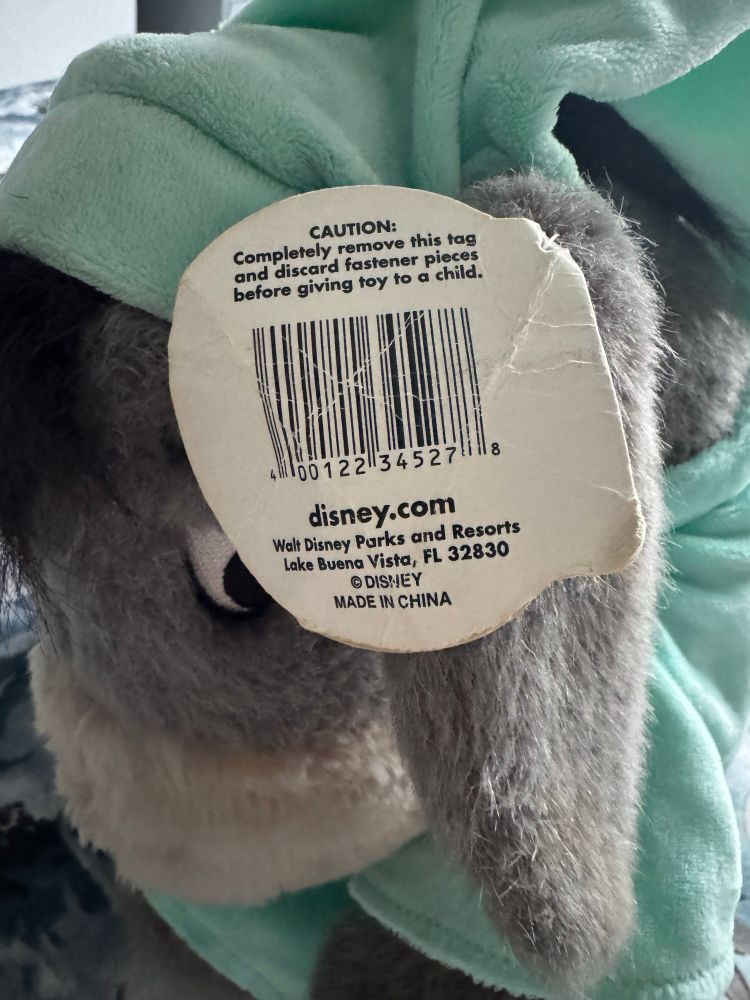 CAUTION:
Completely remove this tag
and discard fastener pieces
before giving toy to a child.
4 00122 34527 8
disney.com
Walt Disney Parks and Resorts
Lake Buena Vista, FL 32830
© DISNEY
MADE IN CHINA